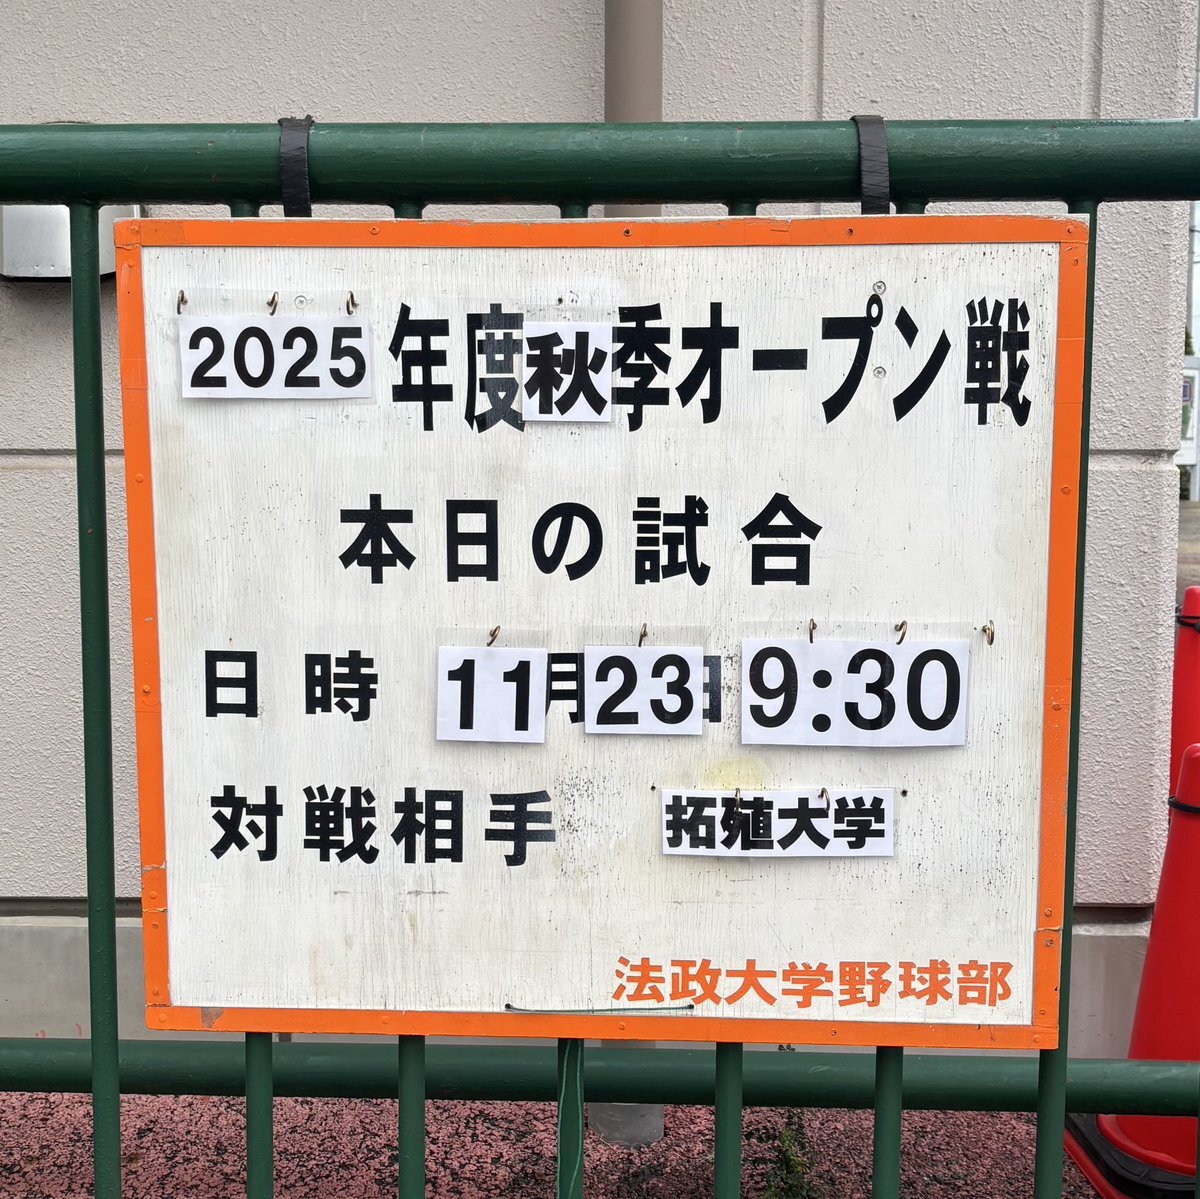 2025年度秋季オープン戦
本日の試合
日時 11月23日 9:30
対戦相手 拓殖大学
法政大学野球部